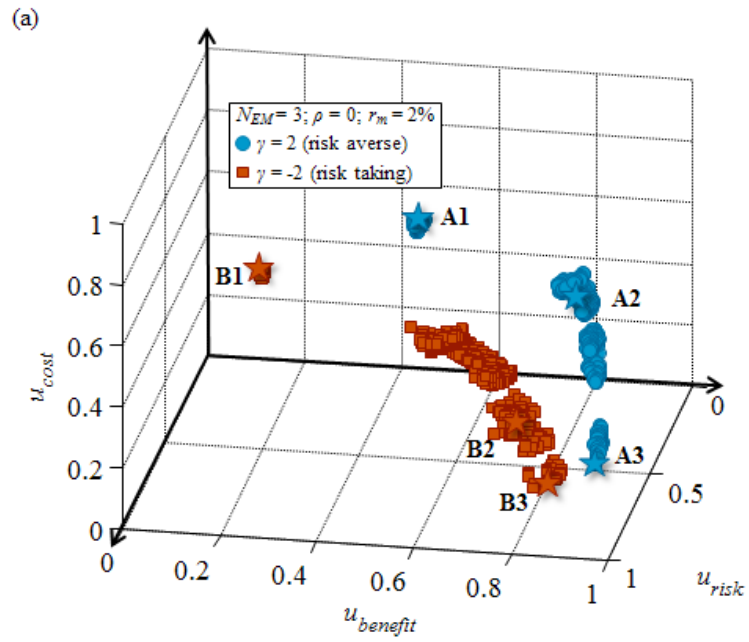 (a)
N_EM = 3; ρ = 0; r_m = 2%
γ = 2 (risk averse)
γ = -2 (risk taking)
A1
B1
A2
B2
A3
B3
1
0.8
0.6
0.4
0.2
0
u_cost
0
0.2
0.4
0.6
0.8
1
u_benefit
0
0.5
1
u_risk